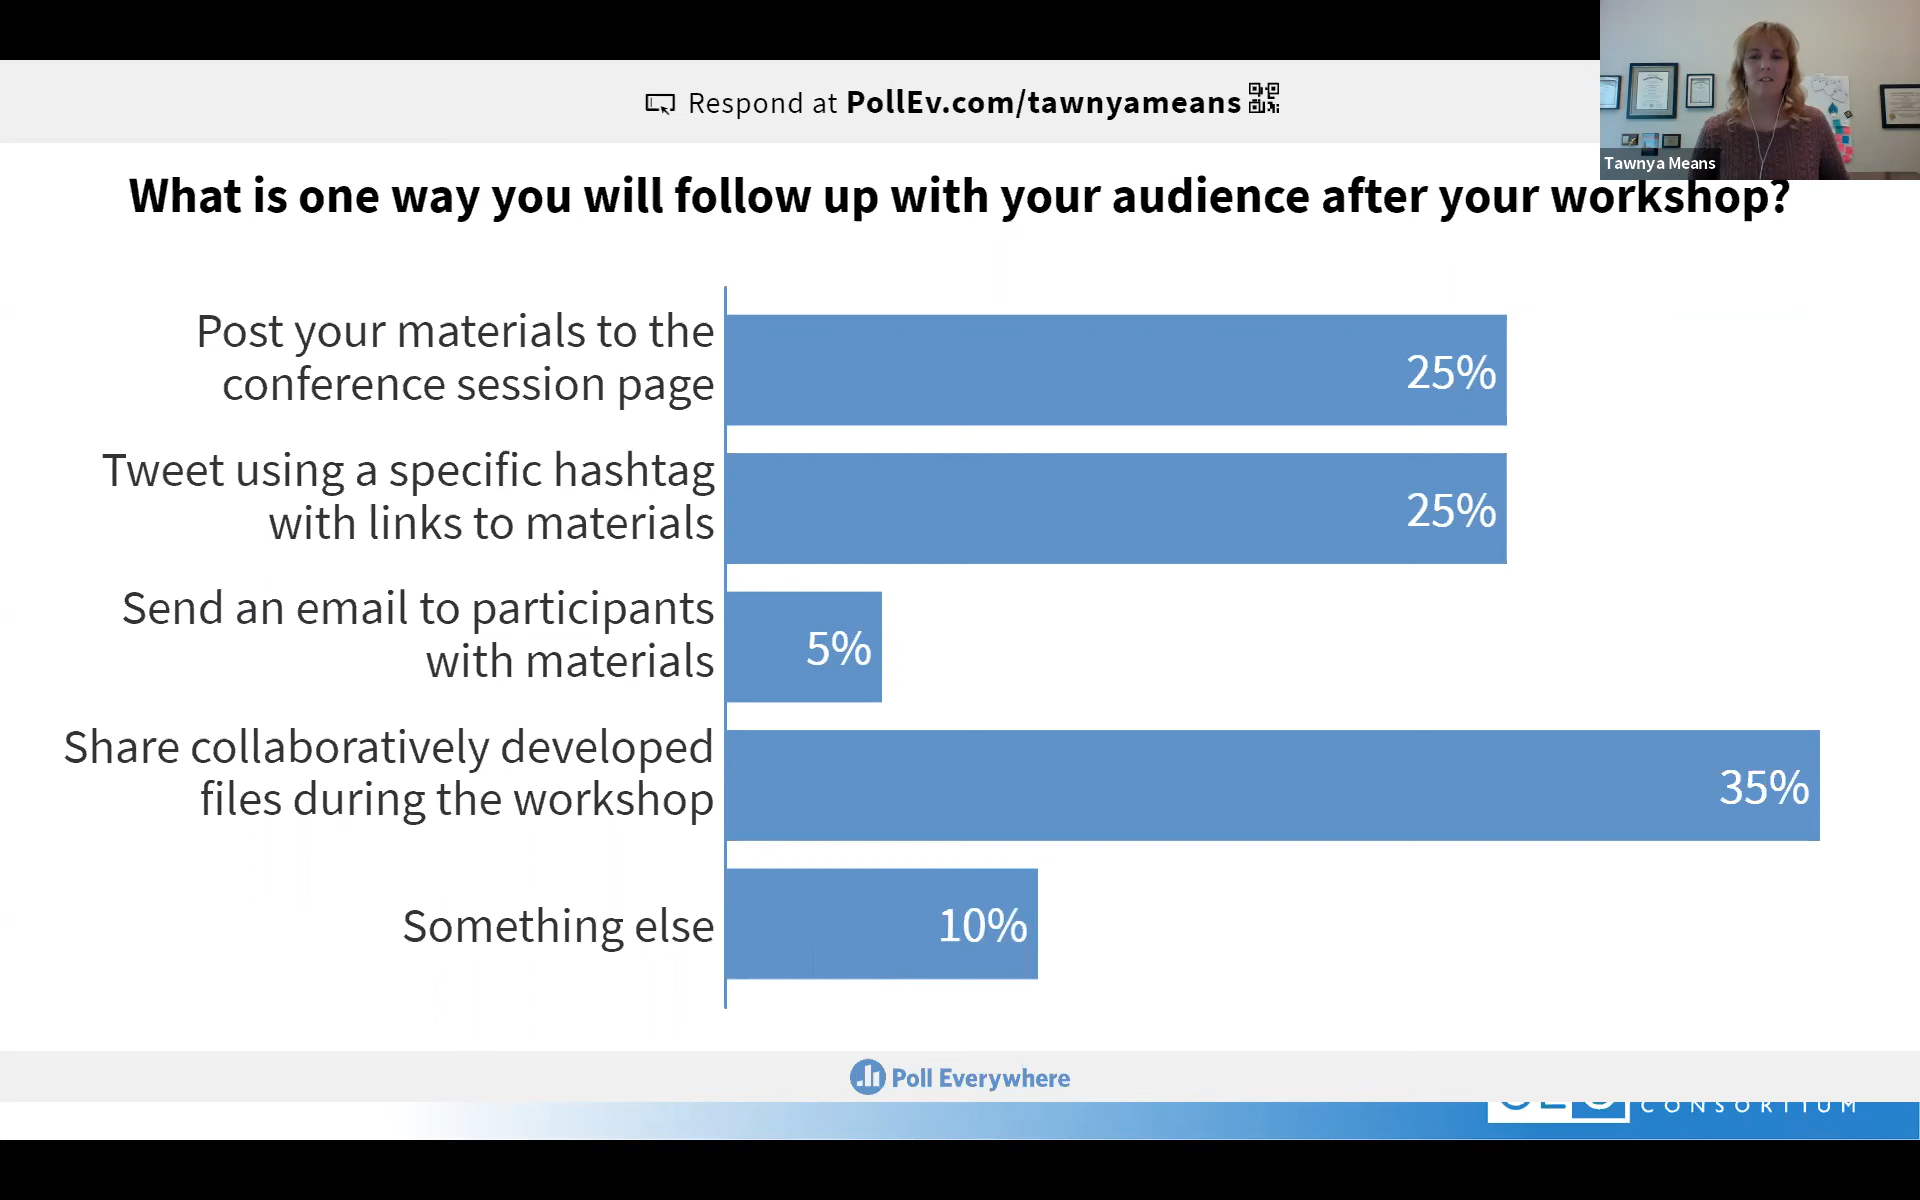 Respond at PollEv.com/tawnyameans
Tawnya Means
What is one way you will follow up with your audience after your workshop?
Post your materials to the
conference session page
25%
Tweet using a specific hashtag
with links to materials
25%
Send an email to participants
with materials
5%
Share collaboratively developed
files during the workshop
35%
Something else
10%
Poll Everywhere
CONSORTIUM